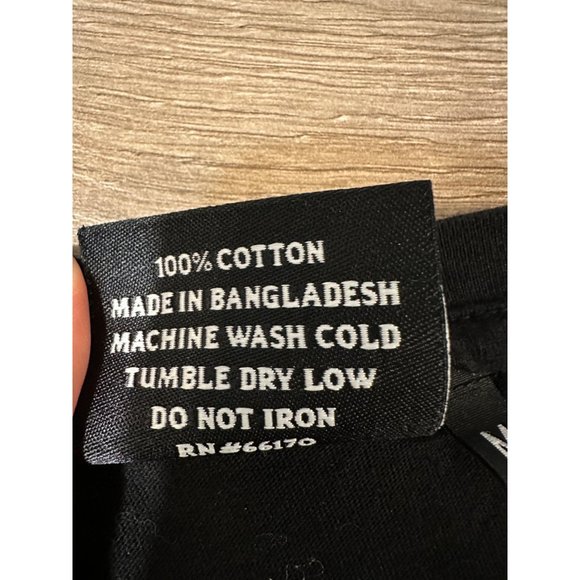 100% COTTON
MADE IN BANGLADESH
MACHINE WASH COLD
TUMBLE DRY LOW
DO NOT IRON
RN #66170
M